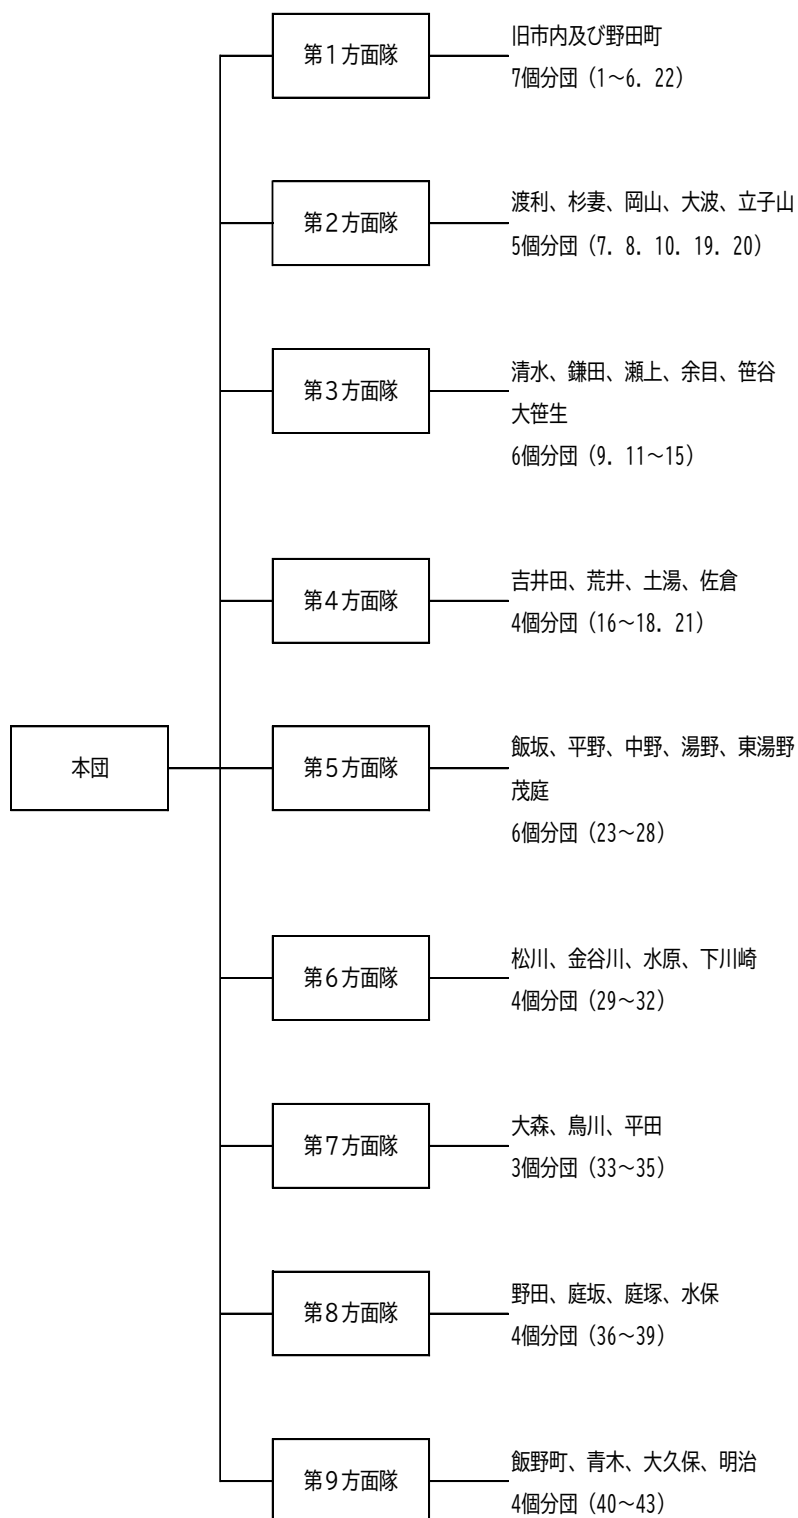 第1方面隊
旧市内及び野田町
7個分団（1～6．22）
第2方面隊
渡利、杉妻、岡山、大波、立子山
5個分団（7．8．10．19．20）
第3方面隊
清水、鎌田、瀬上、余目、笹谷
大笹生
6個分団（9．11～15）
第4方面隊
吉井田、荒井、土湯、佐倉
4個分団（16～18．21）
本団
第5方面隊
飯坂、平野、中野、湯野、東湯野
茂庭
6個分団（23～28）
第6方面隊
松川、金谷川、水原、下川崎
4個分団（29～32）
第7方面隊
大森、鳥川、平田
3個分団（33～35）
第8方面隊
野田、庭坂、庭塚、水保
4個分団（36～39）
第9方面隊
飯野町、青木、大久保、明治
4個分団（40～43）